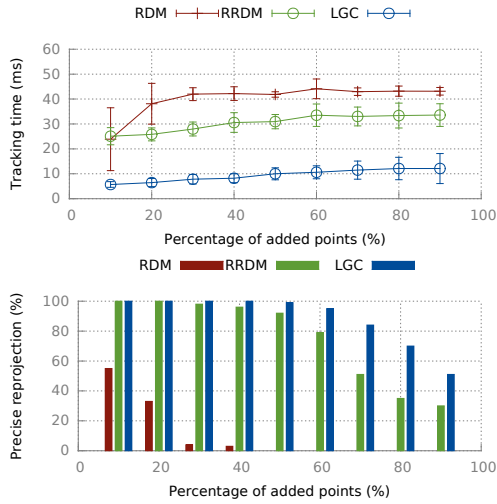 RDM RRDM LGC
60
50
40
30
20
10
0
Tracking time (ms)
0 20 40 60 80 100
Percentage of added points (%)
RDM RRDM LGC
100
80
60
40
20
0
Precise reprojection (%)
0 20 40 60 80 100
Percentage of added points (%)